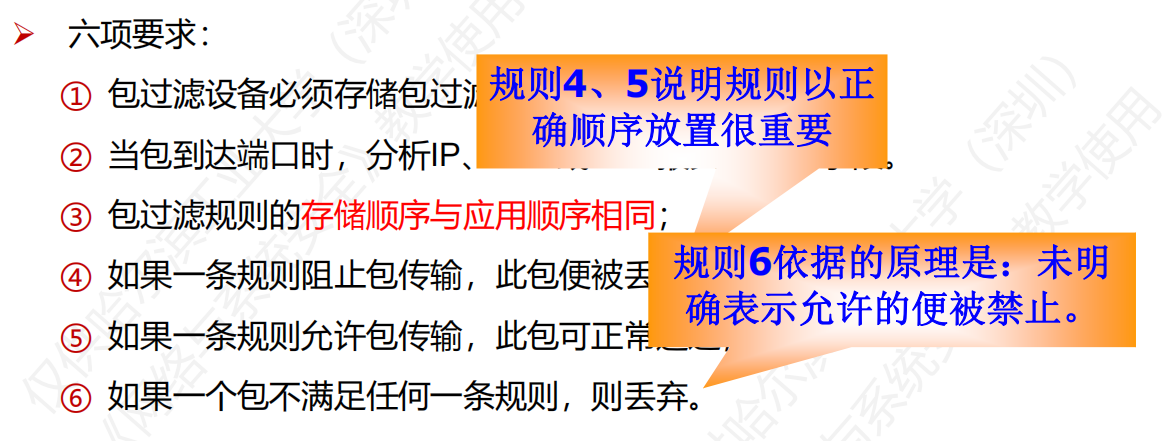 六项要求：
① 包过滤设备必须存储包过滤
规则4、5说明规则以正
确顺序放置很重要
② 当包到达端口时，分析IP、
③ 包过滤规则的存储顺序与应用顺序相同；
规则6依据的原理是：未明
确表示允许的便被禁止。
④ 如果一条规则阻止包传输，此包便被丢
⑤ 如果一条规则允许包传输，此包可正常
⑥ 如果一个包不满足任何一条规则，则丢弃。